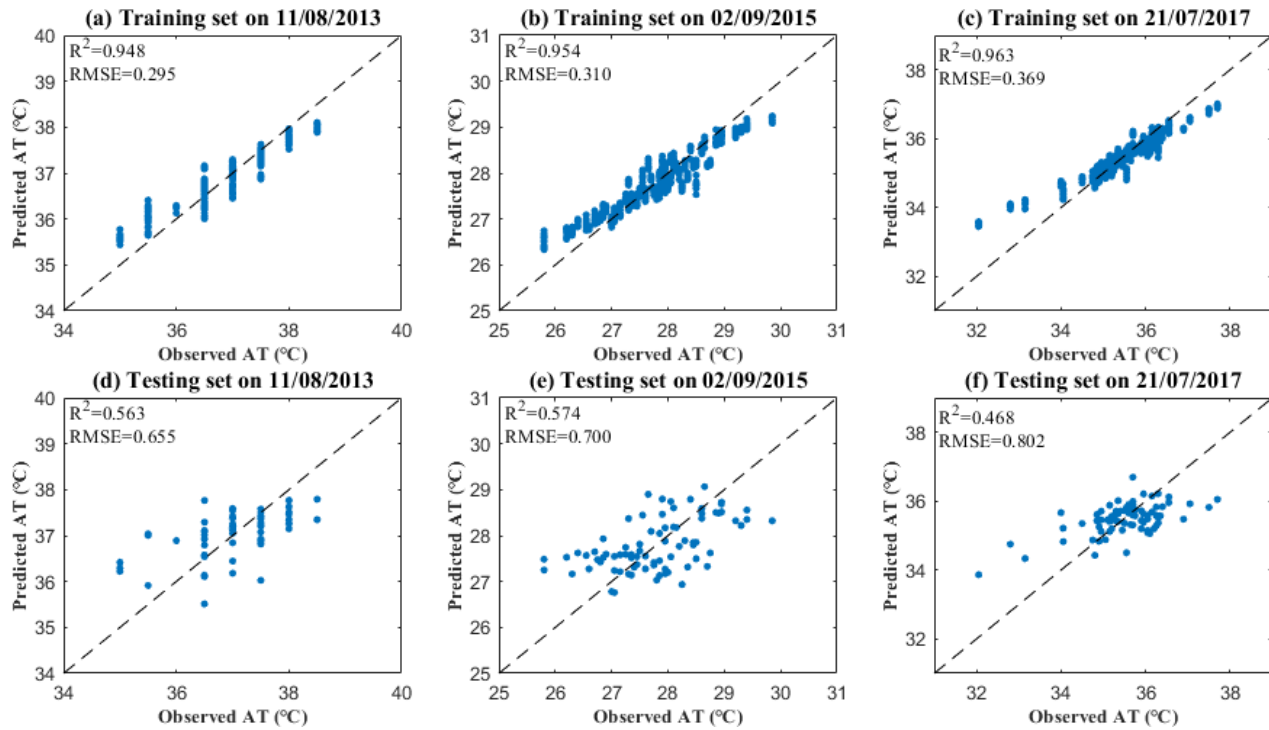 (a) Training set on 11/08/2013
R²=0.948
RMSE=0.295
40
39
38
37
36
35
34
34
36
38
40
Predicted AT (°C)
Observed AT (°C)
(b) Training set on 02/09/2015
R²=0.954
RMSE=0.310
31
30
29
28
27
26
25
25
26
27
28
29
30
31
Predicted AT (°C)
Observed AT (°C)
(c) Training set on 21/07/2017
R²=0.963
RMSE=0.369
38
36
34
32
32
34
36
38
Predicted AT (°C)
Observed AT (°C)
(d) Testing set on 11/08/2013
R²=0.563
RMSE=0.655
40
39
38
37
36
35
34
34
36
38
40
Predicted AT (°C)
Observed AT (°C)
(e) Testing set on 02/09/2015
R²=0.574
RMSE=0.700
31
30
29
28
27
26
25
25
26
27
28
29
30
31
Predicted AT (°C)
Observed AT (°C)
(f) Testing set on 21/07/2017
R²=0.468
RMSE=0.802
38
36
34
32
32
34
36
38
Predicted AT (°C)
Observed AT (°C)